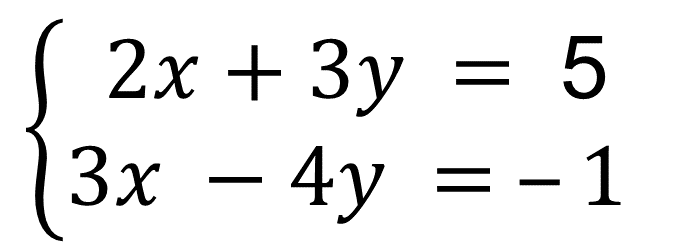 2x + 3y = 5
3x − 4y = − 1